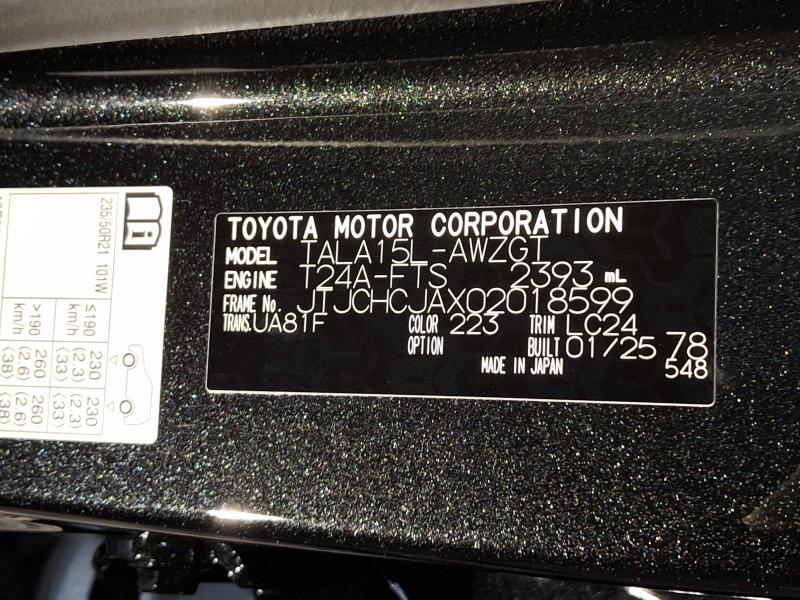 TOYOTA MOTOR CORPORATION
MODEL TALA15L-AWZGT
ENGINE T24A-FTS 2393 mL
FRAME No. JTJCHCJAX02018599
TRANS. UA81F COLOR 223 TRIM LC24
OPTION BUILT 01/25 78
MADE IN JAPAN 548
235/50R21 101W
≤190 km/h 230 (2.3) ⟨33⟩ 230 (2.3) ⟨33⟩
>190 km/h 260 (2.6) ⟨38⟩ 260 (2.6) ⟨38⟩